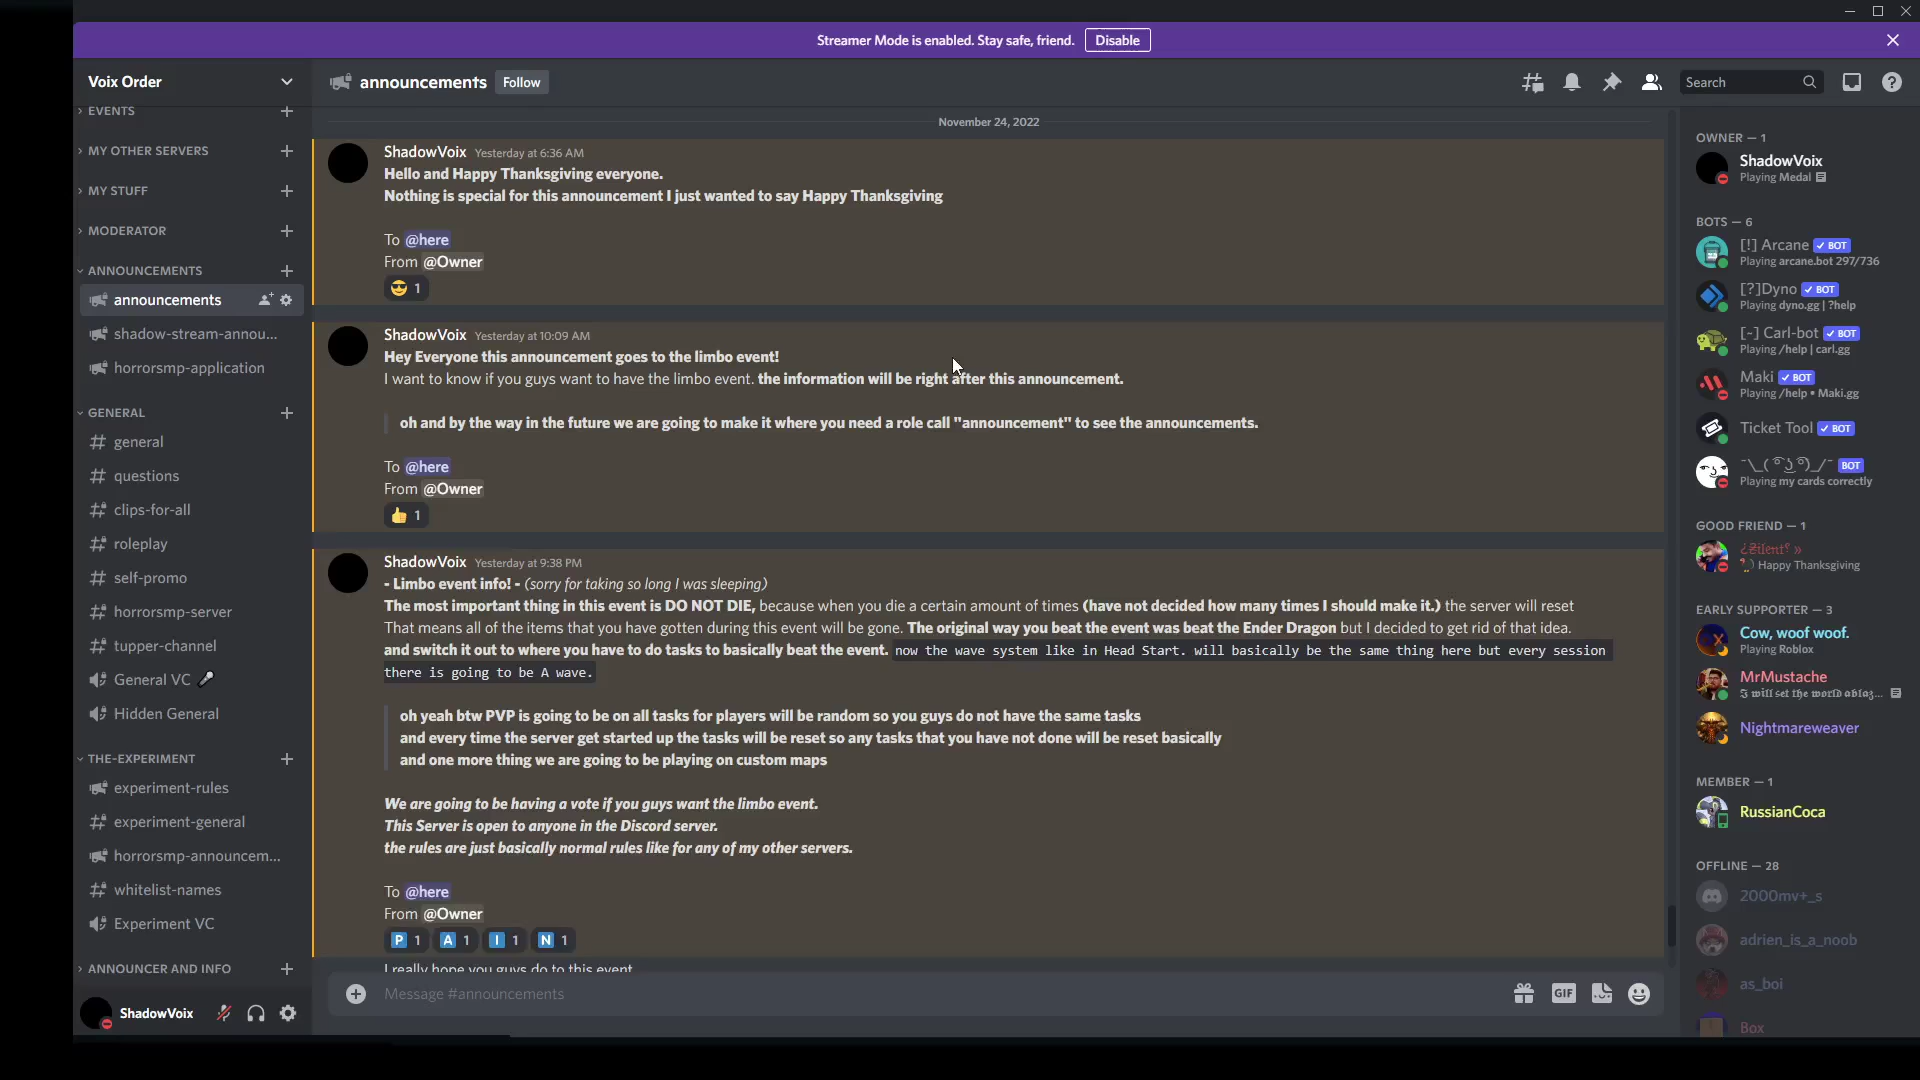 Streamer Mode is enabled. Stay safe, friend. Disable
Voix Order
EVENTS
MY OTHER SERVERS
MY STUFF
MODERATOR
ANNOUNCEMENTS
announcements
shadow-stream-annou...
horrorsmp-application
GENERAL
general
questions
clips-for-all
roleplay
self-promo
horrorsmp-server
tupper-channel
General VC 🎤
Hidden General
THE-EXPERIMENT
experiment-rules
experiment-general
horrorsmp-announcem...
whitelist-names
Experiment VC
ANNOUNCER AND INFO
ShadowVoix
announcements Follow
Search
November 24, 2022
ShadowVoix Yesterday at 6:36 AM
Hello and Happy Thanksgiving everyone.
Nothing is special for this announcement I just wanted to say Happy Thanksgiving
To @here
From @Owner
😎 1
ShadowVoix Yesterday at 10:09 AM
Hey Everyone this announcement goes to the limbo event!
I want to know if you guys want to have the limbo event. the information will be right after this announcement.
oh and by the way in the future we are going to make it where you need a role call "announcement" to see the announcements.
To @here
From @Owner
👍 1
ShadowVoix Yesterday at 9:38 PM
- Limbo event info! - (sorry for taking so long I was sleeping)
The most important thing in this event is DO NOT DIE, because when you die a certain amount of times (have not decided how many times I should make it.) the server will reset
That means all of the items that you have gotten during this event will be gone. The original way you beat the event was beat the Ender Dragon but I decided to get rid of that idea.
and switch it out to where you have to do tasks to basically beat the event. now the wave system like in Head Start. will basically be the same thing here but every session
there is going to be A wave.
oh yeah btw PVP is going to be on all tasks for players will be random so you guys do not have the same tasks
and every time the server get started up the tasks will be reset so any tasks that you have not done will be reset basically
and one more thing we are going to be playing on custom maps
We are going to be having a vote if you guys want the limbo event.
This Server is open to anyone in the Discord server.
the rules are just basically normal rules like for any of my other servers.
To @here
From @Owner
P 1 A 1 I 1 N 1
I really hope you guys do to this event
Message #announcements
GIF
OWNER — 1
ShadowVoix
Playing Medal
BOTS — 6
[!] Arcane ✓ BOT
Playing arcane.bot 297/736
[?]Dyno ✓ BOT
Playing dyno.gg | ?help
[-] Carl-bot ✓ BOT
Playing /help | carl.gg
Maki ✓ BOT
Playing /help • Maki.gg
Ticket Tool ✓ BOT
¯\_( ͡° ͜ʖ ͡°)_/¯ BOT
Playing my cards correctly
GOOD FRIEND — 1
🦃 Happy Thanksgiving
EARLY SUPPORTER — 3
Cow, woof woof.
Playing Roblox
MrMustache
𝕴 𝖜𝖎𝖑𝖑 𝖘𝖊𝖙 𝖙𝖍𝖊 𝖜𝖔𝖗𝖑𝖉 𝖆𝖇𝖑𝖆𝖟...
Nightmareweaver
MEMBER — 1
RussianCoca
OFFLINE — 28
2000mv+_s
adrien_is_a_noob
as_boi
Box